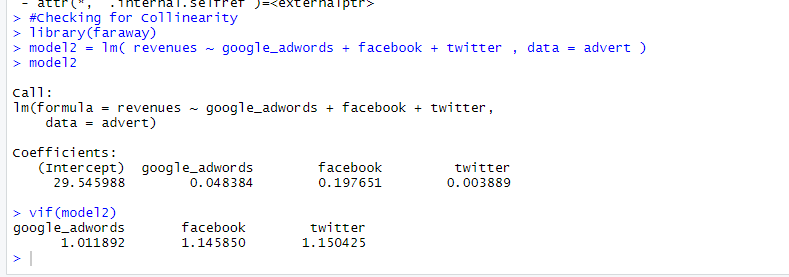 - attr(*, ".internal.selfref")=<externalptr>
> #Checking for Collinearity
> library(faraway)
> model2 = lm( revenues ~ google_adwords + facebook + twitter , data = advert )
> model2
Call:
lm(formula = revenues ~ google_adwords + facebook + twitter,
    data = advert)
Coefficients:
   (Intercept)  google_adwords        facebook         twitter
     29.545988        0.048384        0.197651        0.003889
> vif(model2)
google_adwords       facebook        twitter
      1.011892       1.145850       1.150425
>